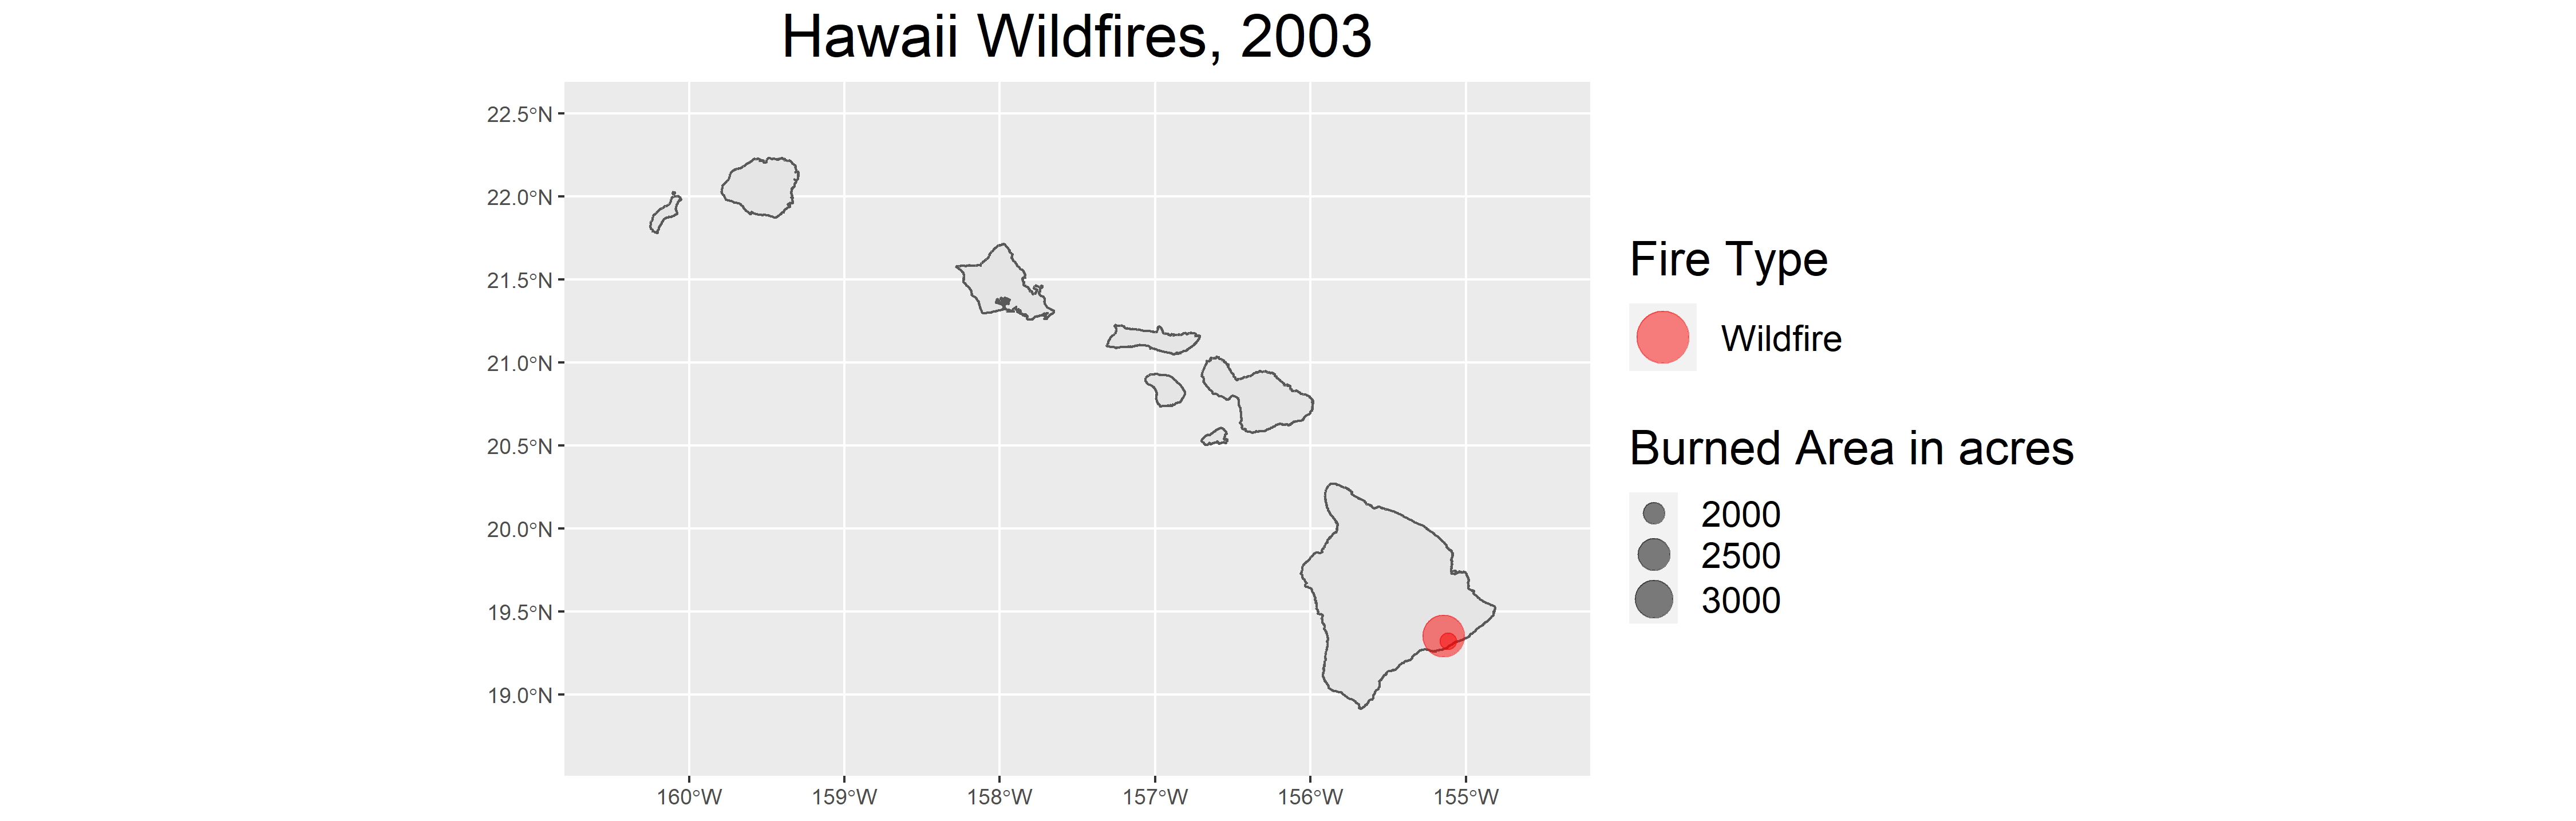 Hawaii Wildfires, 2003
22.5°N
22.0°N
21.5°N
21.0°N
20.5°N
20.0°N
19.5°N
19.0°N
160°W 159°W 158°W 157°W 156°W 155°W
Fire Type
Wildfire
Burned Area in acres
2000
2500
3000